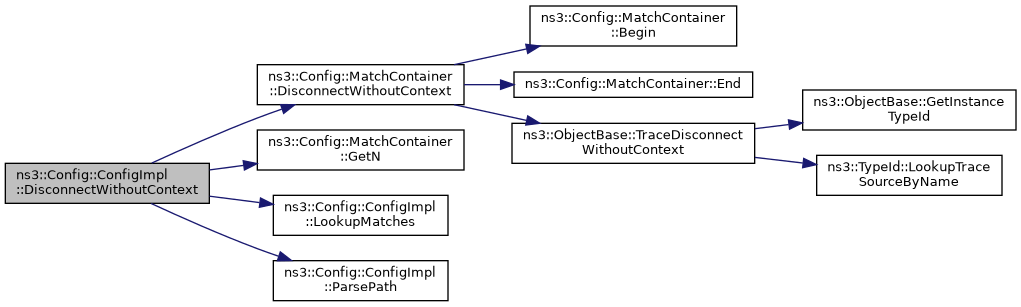 ns3::Config::ConfigImpl
::DisconnectWithoutContext
ns3::Config::MatchContainer
::DisconnectWithoutContext
ns3::Config::MatchContainer
::Begin
ns3::Config::MatchContainer::End
ns3::ObjectBase::TraceDisconnect
WithoutContext
ns3::ObjectBase::GetInstance
TypeId
ns3::TypeId::LookupTrace
SourceByName
ns3::Config::MatchContainer
::GetN
ns3::Config::ConfigImpl
::LookupMatches
ns3::Config::ConfigImpl
::ParsePath